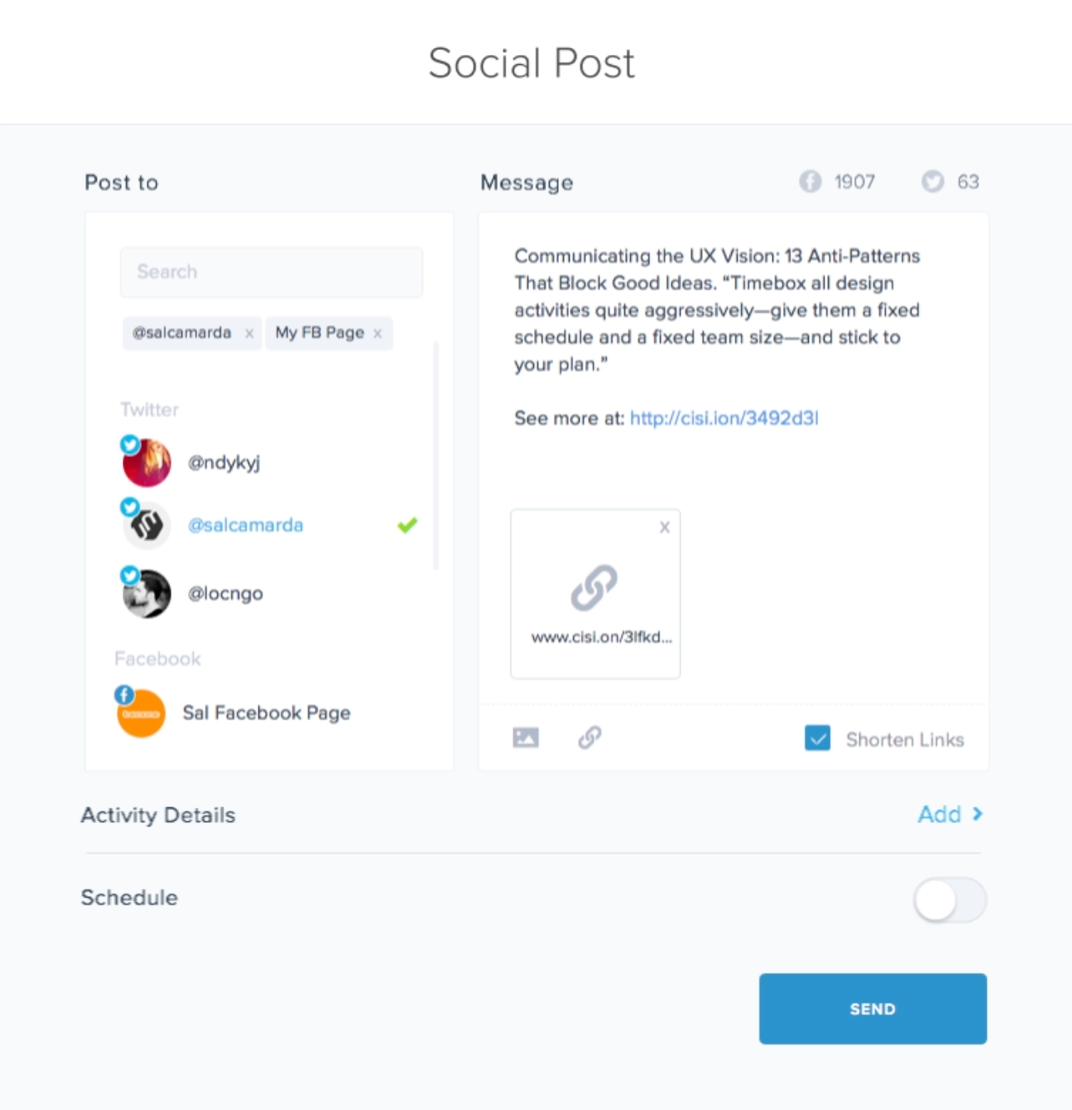 Social Post
Post to
Search
@salcamarda x My FB Page x
Twitter
@ndykyj
@salcamarda
@locngo
Facebook
Sal Facebook Page
Message
1907 63
Communicating the UX Vision: 13 Anti-Patterns
That Block Good Ideas. “Timebox all design
activities quite aggressively—give them a fixed
schedule and a fixed team size—and stick to
your plan.”
See more at: http://cisi.ion/3492d3l
x
www.cisi.on/3lfkd...
Shorten Links
Activity Details
Add >
Schedule
SEND